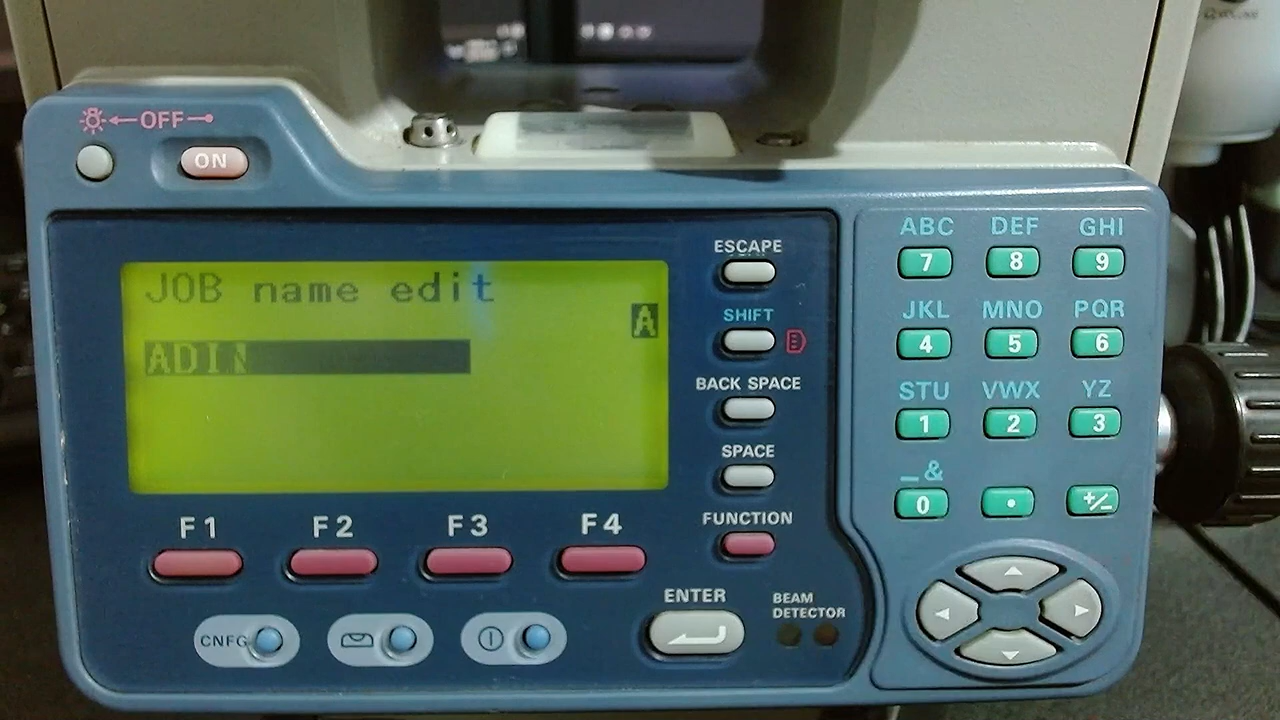 OFF
ON
JOB name edit
A
ADIN
ESCAPE
SHIFT
BACK SPACE
SPACE
FUNCTION
F1 F2 F3 F4
CNFG
ENTER
BEAM
DETECTOR
ABC DEF GHI
7 8 9
JKL MNO PQR
4 5 6
STU VWX YZ
1 2 3
_&
0 . +/-